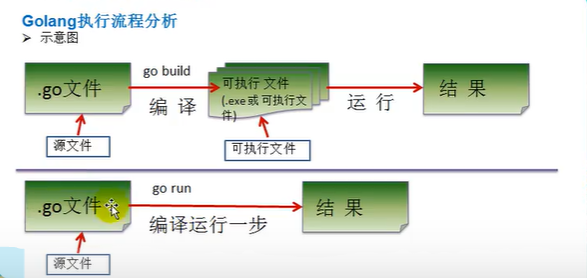 Golang执行流程分析
➢ 示意图
go build
.go文件
编 译
可执行 文件
(.exe 或 可执行文
件)
运 行
结 果
源文件
可执行文件
go run
.go文件
编译运行一步
结 果
源文件